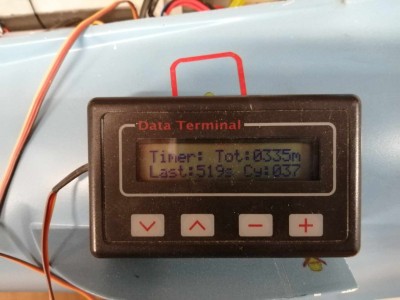 Data Terminal
Timer: Tot:0335m
Last:519s Cy:037